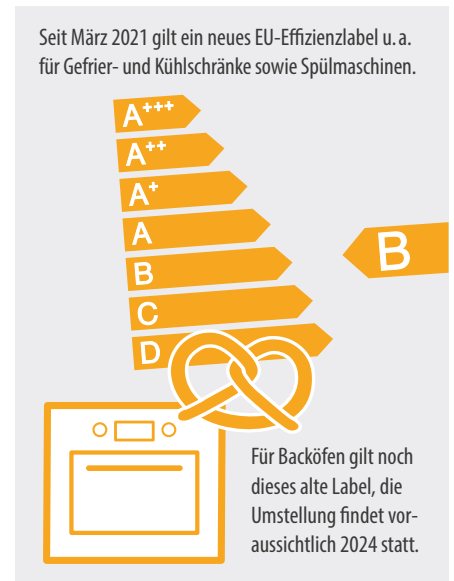 Seit März 2021 gilt ein neues EU-Effizienzlabel u. a.
für Gefrier- und Kühlschränke sowie Spülmaschinen.
A+++
A++
A+
A
B
B
C
D
Für Backöfen gilt noch
dieses alte Label, die
Umstellung findet vor-
aussichtlich 2024 statt.